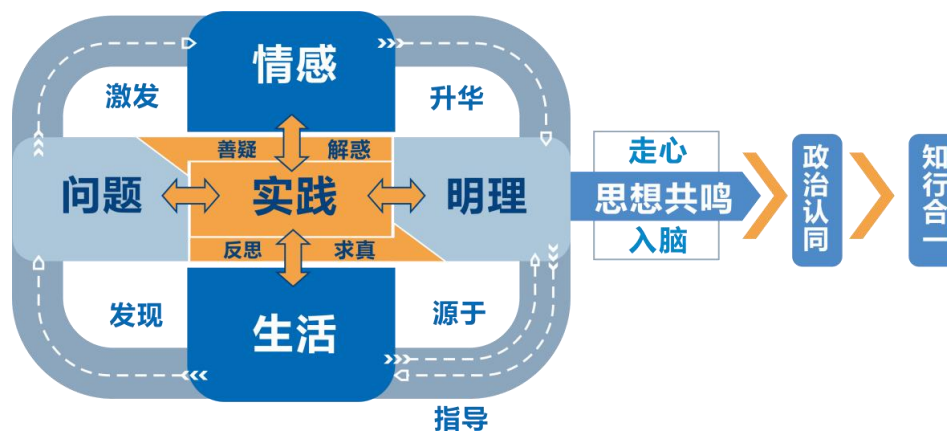 情感
激发
升华
善疑
解惑
问题
实践
明理
反思
求真
发现
源于
生活
指导
走心
思想共鸣
入脑
政治认同
知行合一